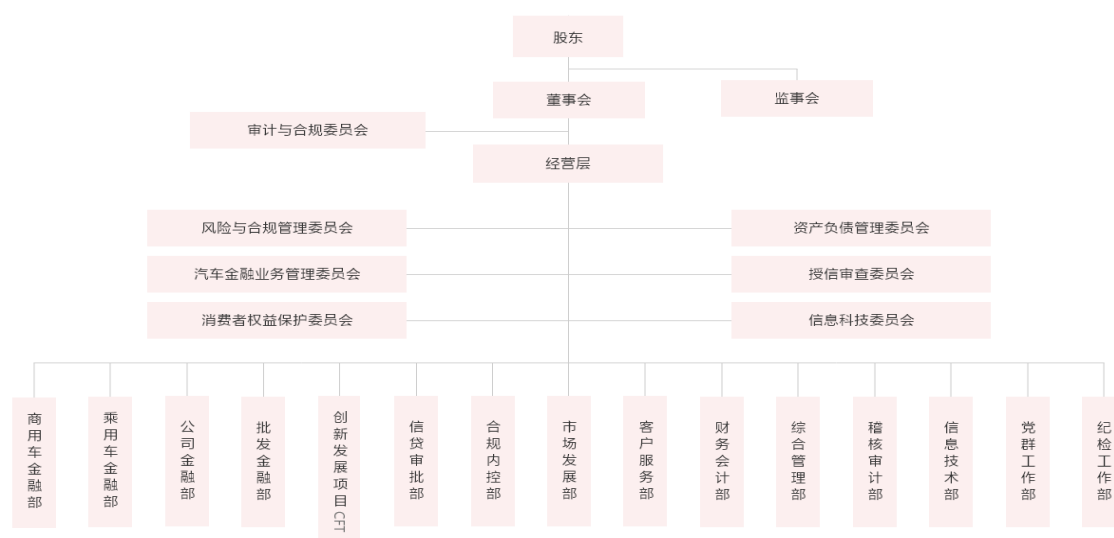 股东
董事会
监事会
审计与合规委员会
经营层
风险与合规管理委员会
资产负债管理委员会
汽车金融业务管理委员会
授信审查委员会
消费者权益保护委员会
信息科技委员会
商用车金融部
乘用车金融部
公司金融部
批发金融部
创新发展项目CFT
信贷审批部
合规内控部
市场发展部
客户服务部
财务会计部
综合管理部
稽核审计部
信息技术部
党群工作部
纪检工作部